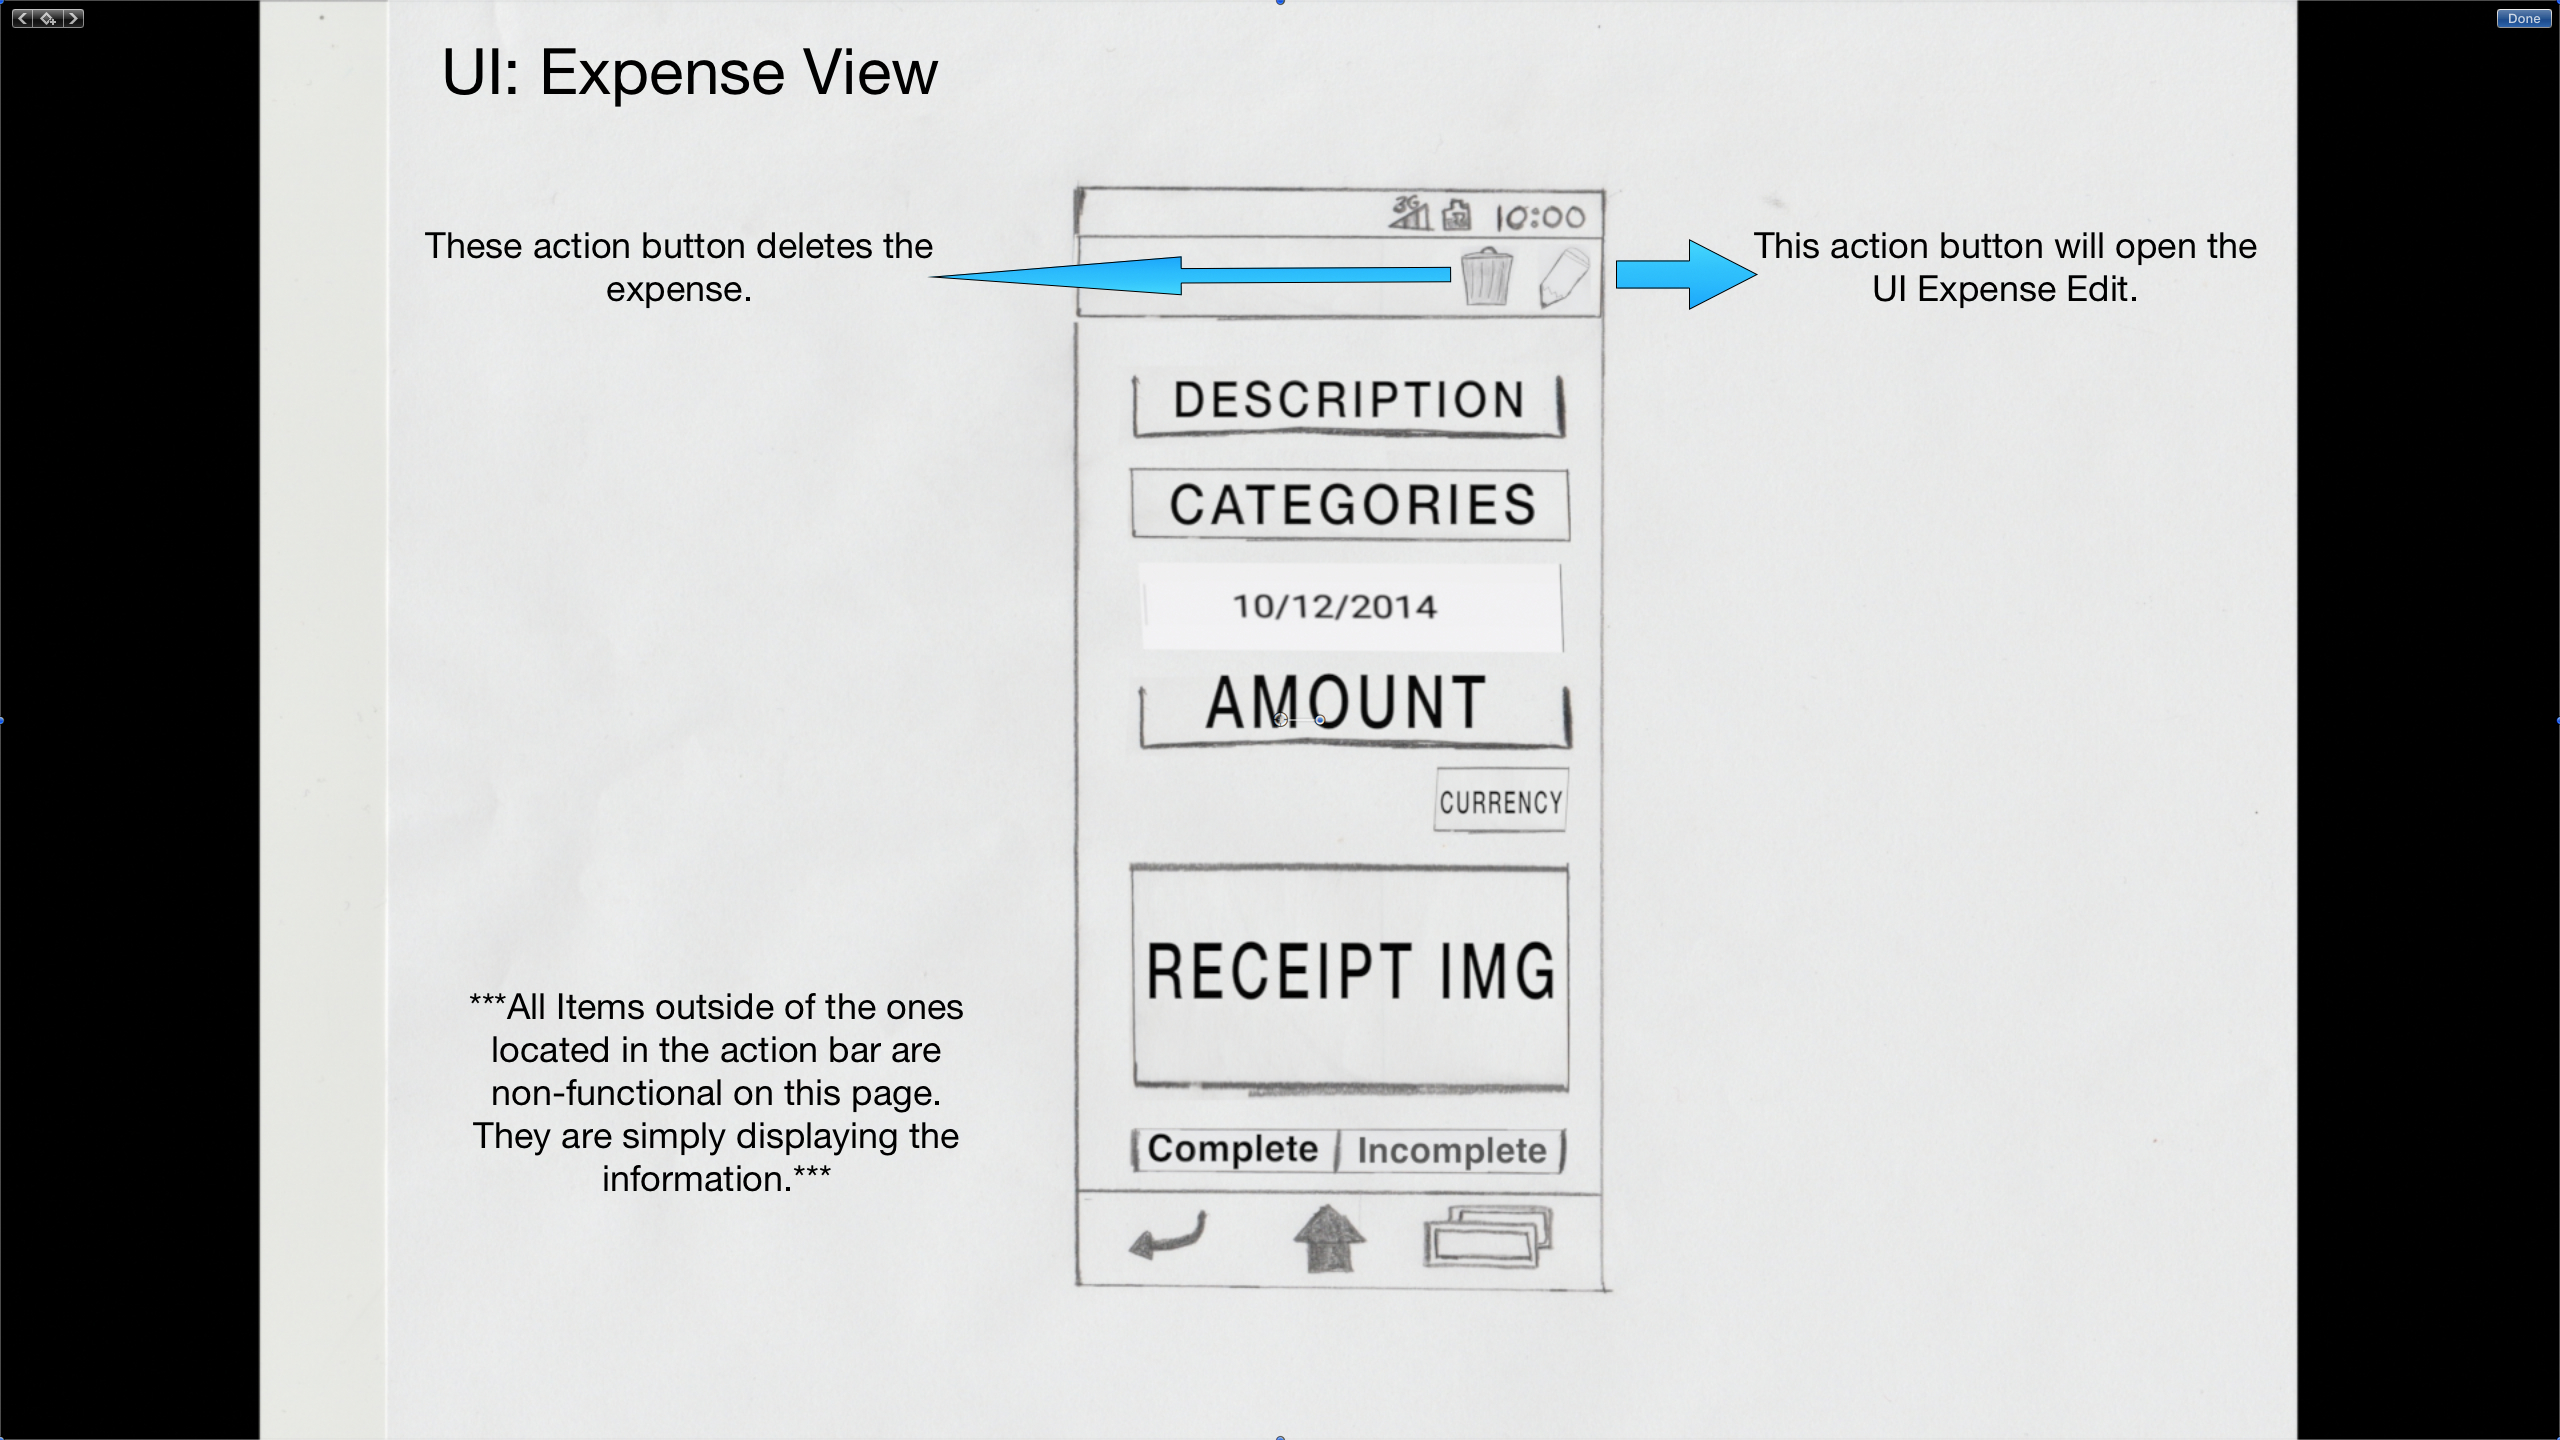 Done
UI: Expense View
3G 10:00
These action button deletes the
expense.
This action button will open the
UI Expense Edit.
DESCRIPTION
CATEGORIES
10/12/2014
AMOUNT
CURRENCY
RECEIPT IMG
***All Items outside of the ones
located in the action bar are
non-functional on this page.
They are simply displaying the
information.***
Complete Incomplete